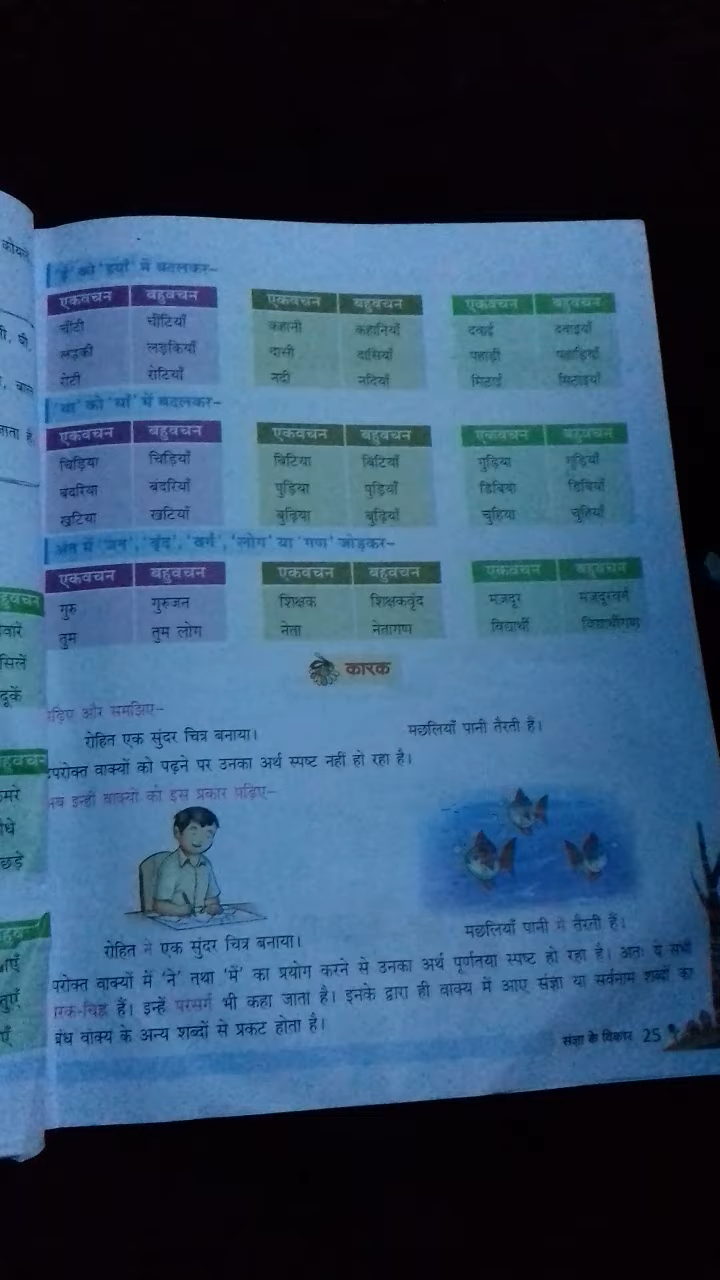 कोयल
'ई' को 'इयाँ' में बदलकर–
एकवचन बहुवचन एकवचन बहुवचन एकवचन बहुवचन
चींटी चींटियाँ कहानी कहानियाँ दवाई दवाइयाँ
लड़की लड़कियाँ दासी दासियाँ पहाड़ी पहाड़ियाँ
रोटी रोटियाँ नदी नदियाँ मिठाई मिठाइयाँ
'या' को 'याँ' में बदलकर–
एकवचन बहुवचन एकवचन बहुवचन एकवचन बहुवचन
चिड़िया चिड़ियाँ बिटिया बिटियाँ गुड़िया गुड़ियाँ
बंदरिया बंदरियाँ पुड़िया पुड़ियाँ डिबिया डिबियाँ
खटिया खटियाँ बुढ़िया बुढ़ियाँ चुहिया चुहियाँ
अंत में 'जन', 'वृंद', 'वर्ग', 'लोग' या 'गण' जोड़कर–
एकवचन बहुवचन एकवचन बहुवचन एकवचन बहुवचन
गुरु गुरुजन शिक्षक शिक्षकवृंद मजदूर मजदूरवर्ग
तुम तुम लोग नेता नेतागण विद्यार्थी विद्यार्थीगण
कारक
पढ़िए और समझिए–
रोहित एक सुंदर चित्र बनाया। मछलियाँ पानी तैरती हैं।
उपरोक्त वाक्यों को पढ़ने पर उनका अर्थ स्पष्ट नहीं हो रहा है।
अब इन्हीं वाक्यों को इस प्रकार पढ़िए–
रोहित ने एक सुंदर चित्र बनाया। मछलियाँ पानी में तैरती हैं।
परोक्त वाक्यों में 'ने' तथा 'में' का प्रयोग करने से उनका अर्थ पूर्णतया स्पष्ट हो रहा है। अतः ये सभी
ारक-चिह्न हैं। इन्हें परसर्ग भी कहा जाता है। इनके द्वारा ही वाक्य में आए संज्ञा या सर्वनाम शब्दों का
बंध वाक्य के अन्य शब्दों से प्रकट होता है।
संज्ञा के विकार 25